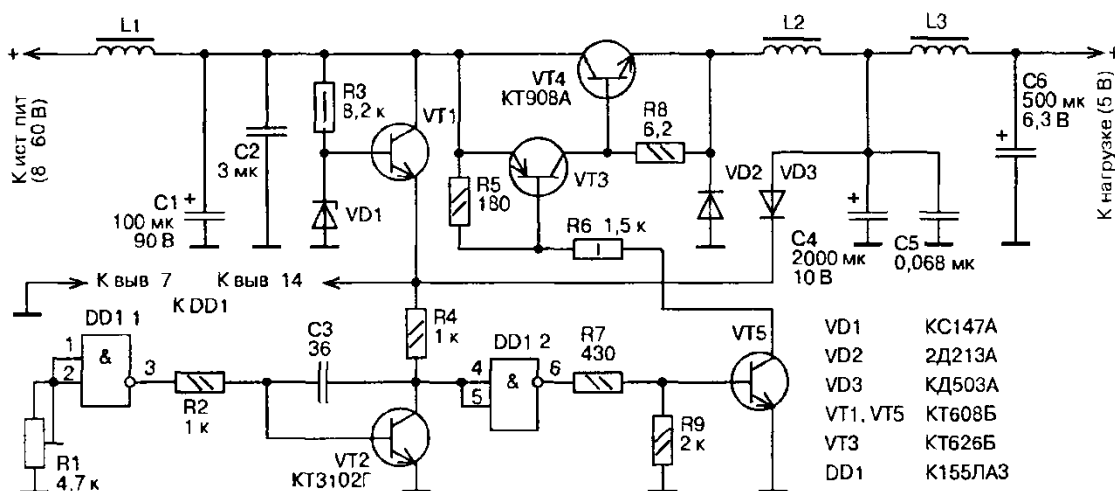 L1
L2
L3
+
+
К ист пит
(8 60 В)
К нагрузке (5 В)
R3
8,2 к
VT1
VT4
КТ908А
R8
6,2
C6
500 мк
6,3 В
+
C2
3 мк
C1
+
100 мк
90 В
VD1
R5
180
VT3
VD2
VD3
R6 1,5 к
+
C4
2000 мк
10 В
C5
0,068 мк
К выв 7 К выв 14
К DD1
DD1 1
1
2
&
3
R1
4,7 к
R2
1 к
C3
36
R4
1 к
VT2
КТ3102Г
DD1 2
4
5
&
6
R7
430
R9
2 к
VT5
VD1 КС147А
VD2 2Д213А
VD3 КД503А
VT1, VT5 КТ608Б
VT3 КТ626Б
DD1 К155ЛА3